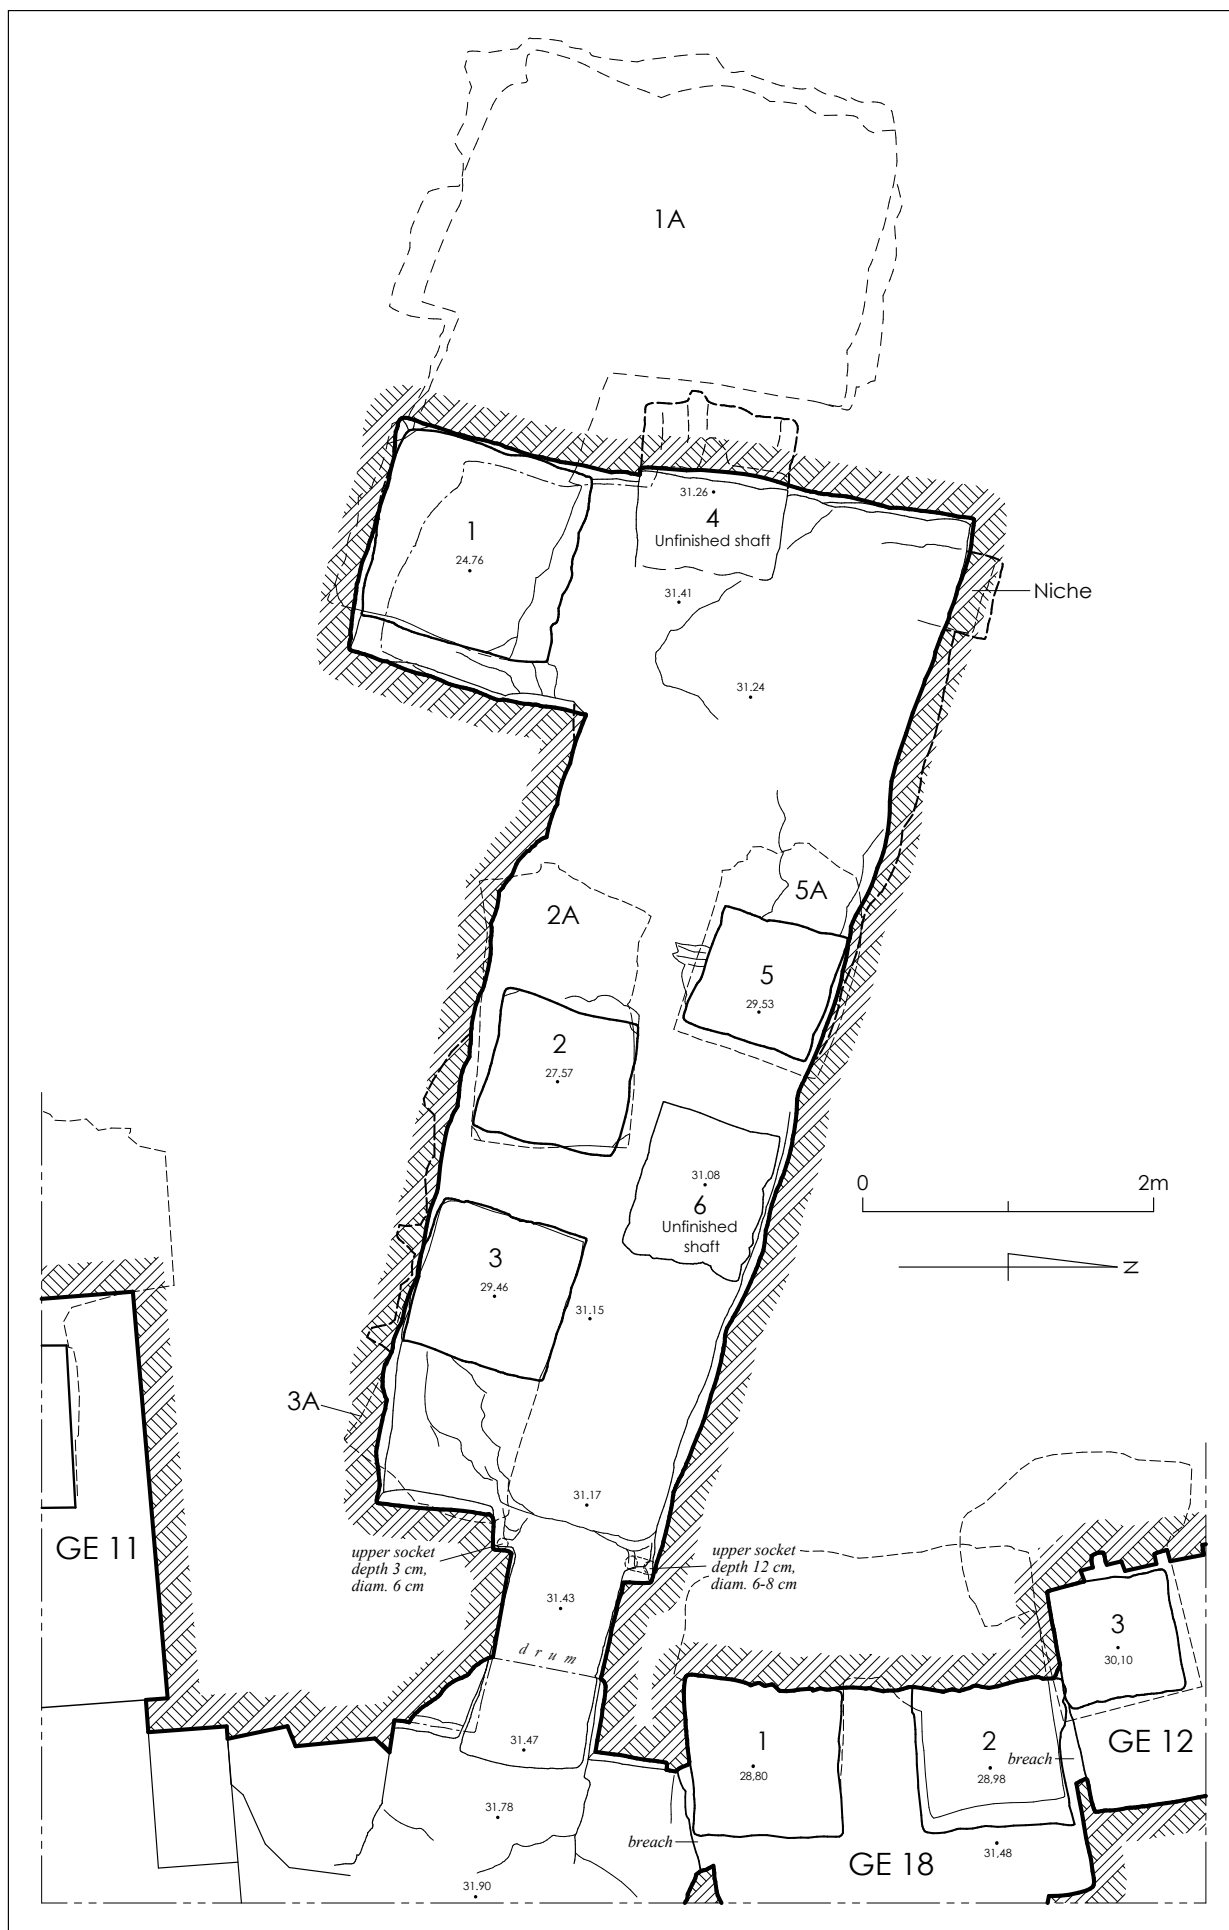 1A
1
24.76
31.26
4
Unfinished shaft
31.41
Niche
31.24
5A
2A
5
29.53
2
27.57
31.08
6
Unfinished
shaft
0
2m
N
3
29.46
31.15
3A
31.17
GE 11
upper socket
depth 3 cm,
diam. 6 cm
upper socket
depth 12 cm,
diam. 6-8 cm
31.43
drum
3
30,10
31.47
1
28,80
2
28,98
breach
GE 12
31.78
breach
31,48
GE 18
31.90